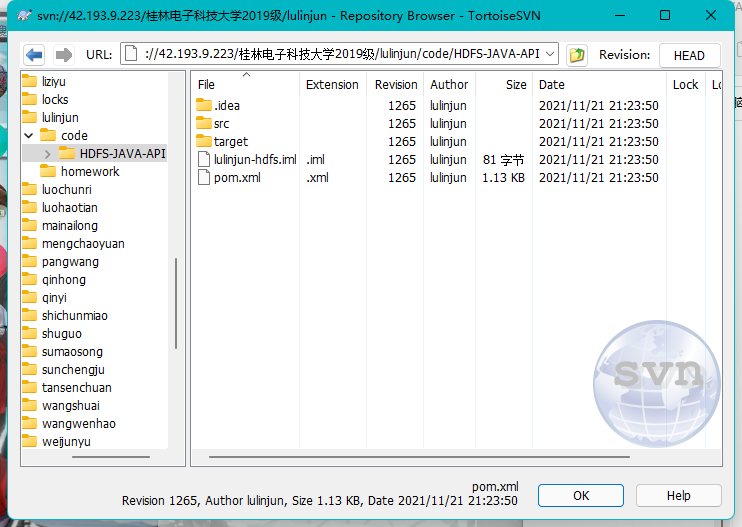 svn://42.193.9.223/桂林电子科技大学2019级/lulinjun - Repository Browser - TortoiseSVN
URL: ://42.193.9.223/桂林电子科技大学2019级/lulinjun/code/HDFS-JAVA-API Revision: HEAD
liziyu
locks
lulinjun
code
HDFS-JAVA-API
homework
luochunri
luohaotian
mainailong
mengchaoyuan
pangwang
qinhong
qinyi
shichunmiao
shuguo
sumaosong
sunchengju
tansenchuan
wangshuai
wangwenhao
weijunyu
File Extension Revision Author Size Date Lock Lo
.idea 1265 lulinjun 2021/11/21 21:23:50
src 1265 lulinjun 2021/11/21 21:23:50
target 1265 lulinjun 2021/11/21 21:23:50
lulinjun-hdfs.iml .iml 1265 lulinjun 81 字节 2021/11/21 21:23:50
pom.xml .xml 1265 lulinjun 1.13 KB 2021/11/21 21:23:50
svn
pom.xml
Revision 1265, Author lulinjun, Size 1.13 KB, Date 2021/11/21 21:23:50
OK Help